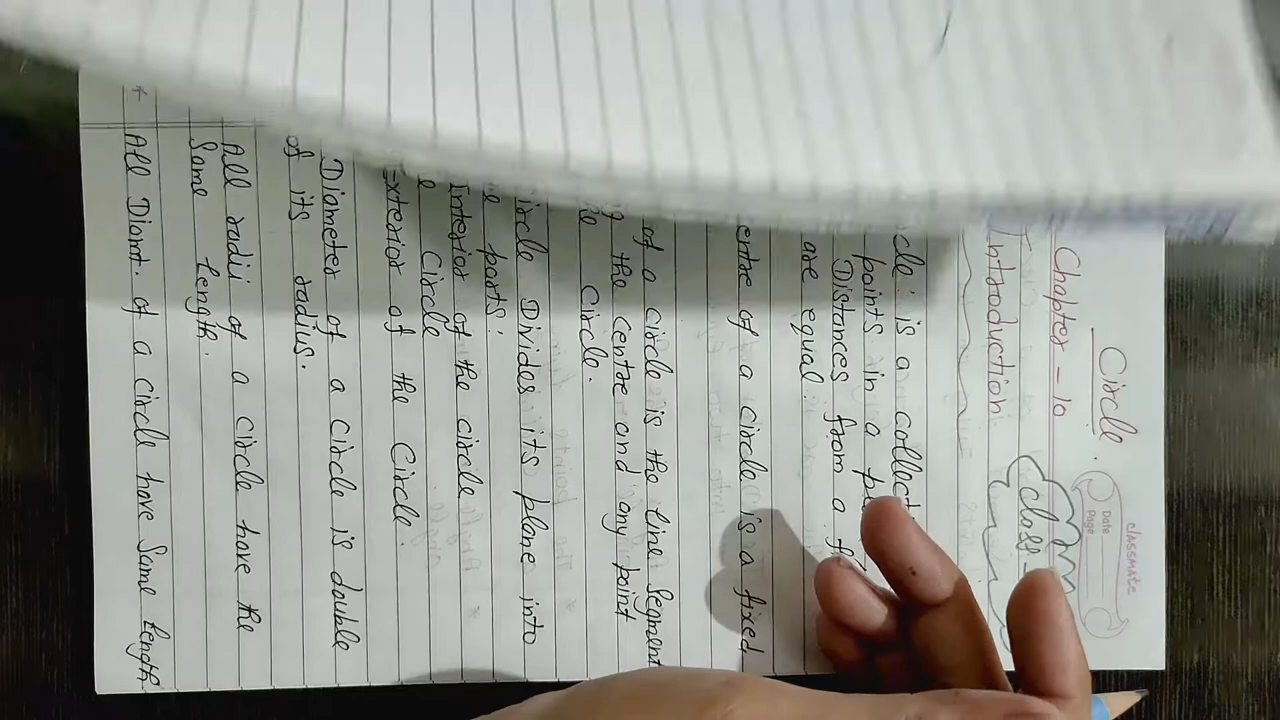 classmate
Date
Page
Circle.
Chapter - 10
Introduction
class -
cle : is a collect
points in a
Distances from a
are equal.
entre of a circle is a fixed
of a circle is the line Segment
g the centre and any point
he circle.
ircle Divides its plane into
e parts:
Interior of the circle
e Circle
Exterior of the Circle.
Diameter of a circle is double
of its radius.
All radii of a circle have the
Same Length.
All Diamt. of a circle have Same Length